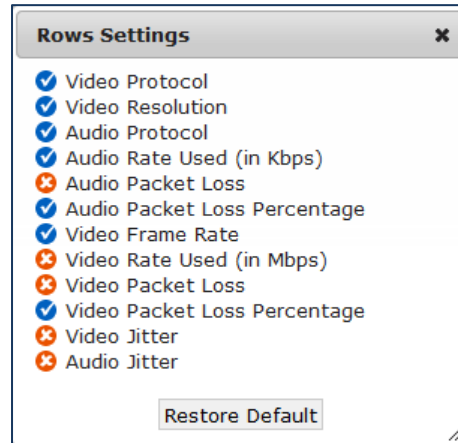 Rows Settings
Video Protocol
Video Resolution
Audio Protocol
Audio Rate Used (in Kbps)
Audio Packet Loss
Audio Packet Loss Percentage
Video Frame Rate
Video Rate Used (in Mbps)
Video Packet Loss
Video Packet Loss Percentage
Video Jitter
Audio Jitter
Restore Default